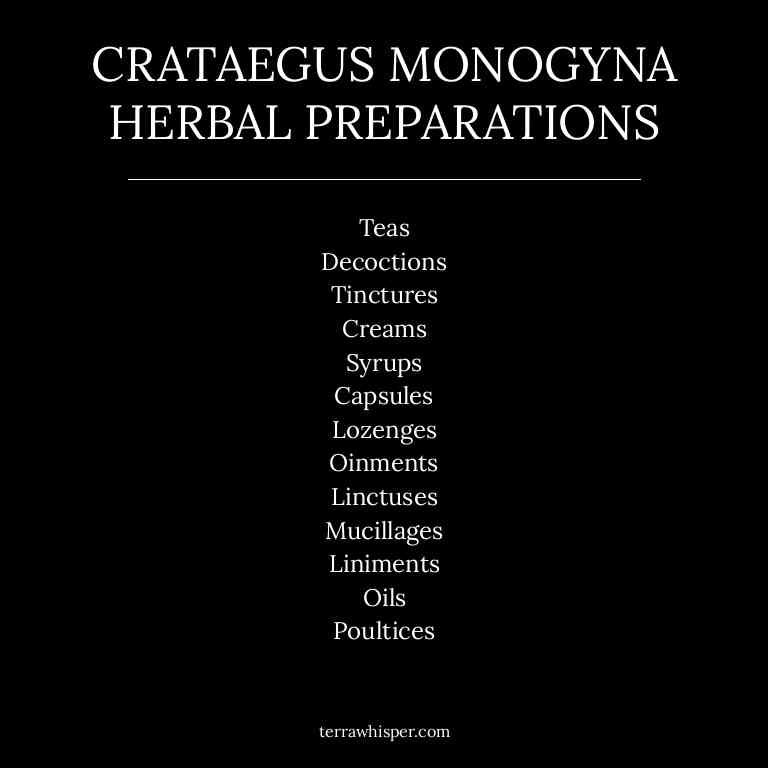 CRATAEGUS MONOGYNA
HERBAL PREPARATIONS
Teas
Decoctions
Tinctures
Creams
Syrups
Capsules
Lozenges
Oinments
Linctuses
Mucillages
Liniments
Oils
Poultices
terrawhisper.com